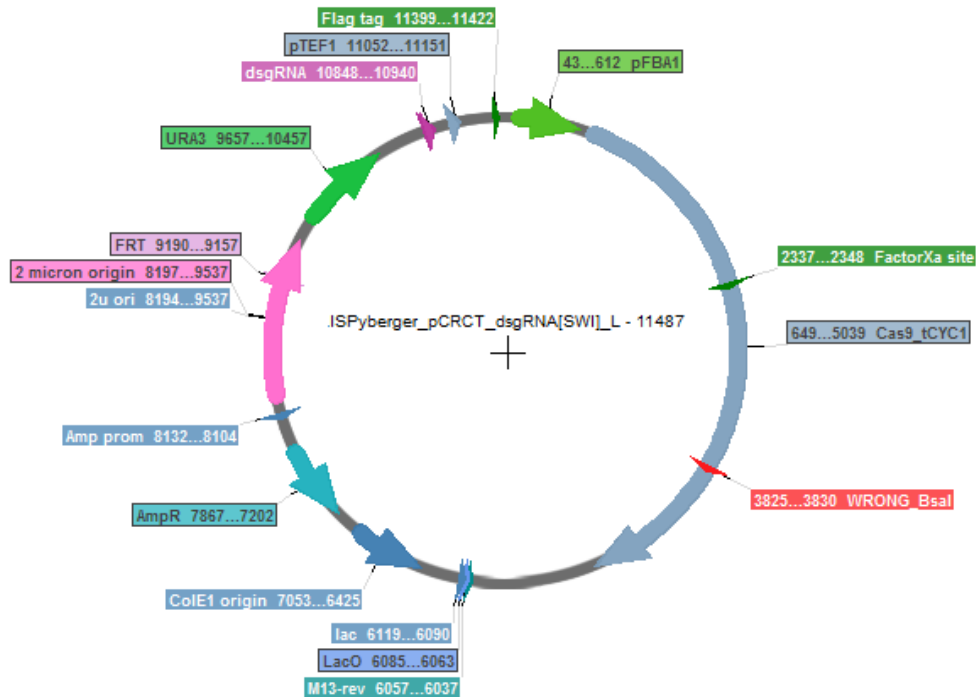 Flag tag 11399...11422
pTEF1 11052...11151
dsgRNA 10848...10940
43...612 pFBA1
URA3 9657...10457
FRT 9190...9157
2 micron origin 8197...9537
2u ori 8194...9537
2337...2348 FactorXa site
.ISPyberger_pCRCT_dsgRNA[SWI]_L - 11487
649...5039 Cas9_tCYC1
Amp prom 8132...8104
3825...3830 WRONG_BsaI
AmpR 7867...7202
ColE1 origin 7053...6425
lac 6119...6090
LacO 6085...6063
M13-rev 6057...6037